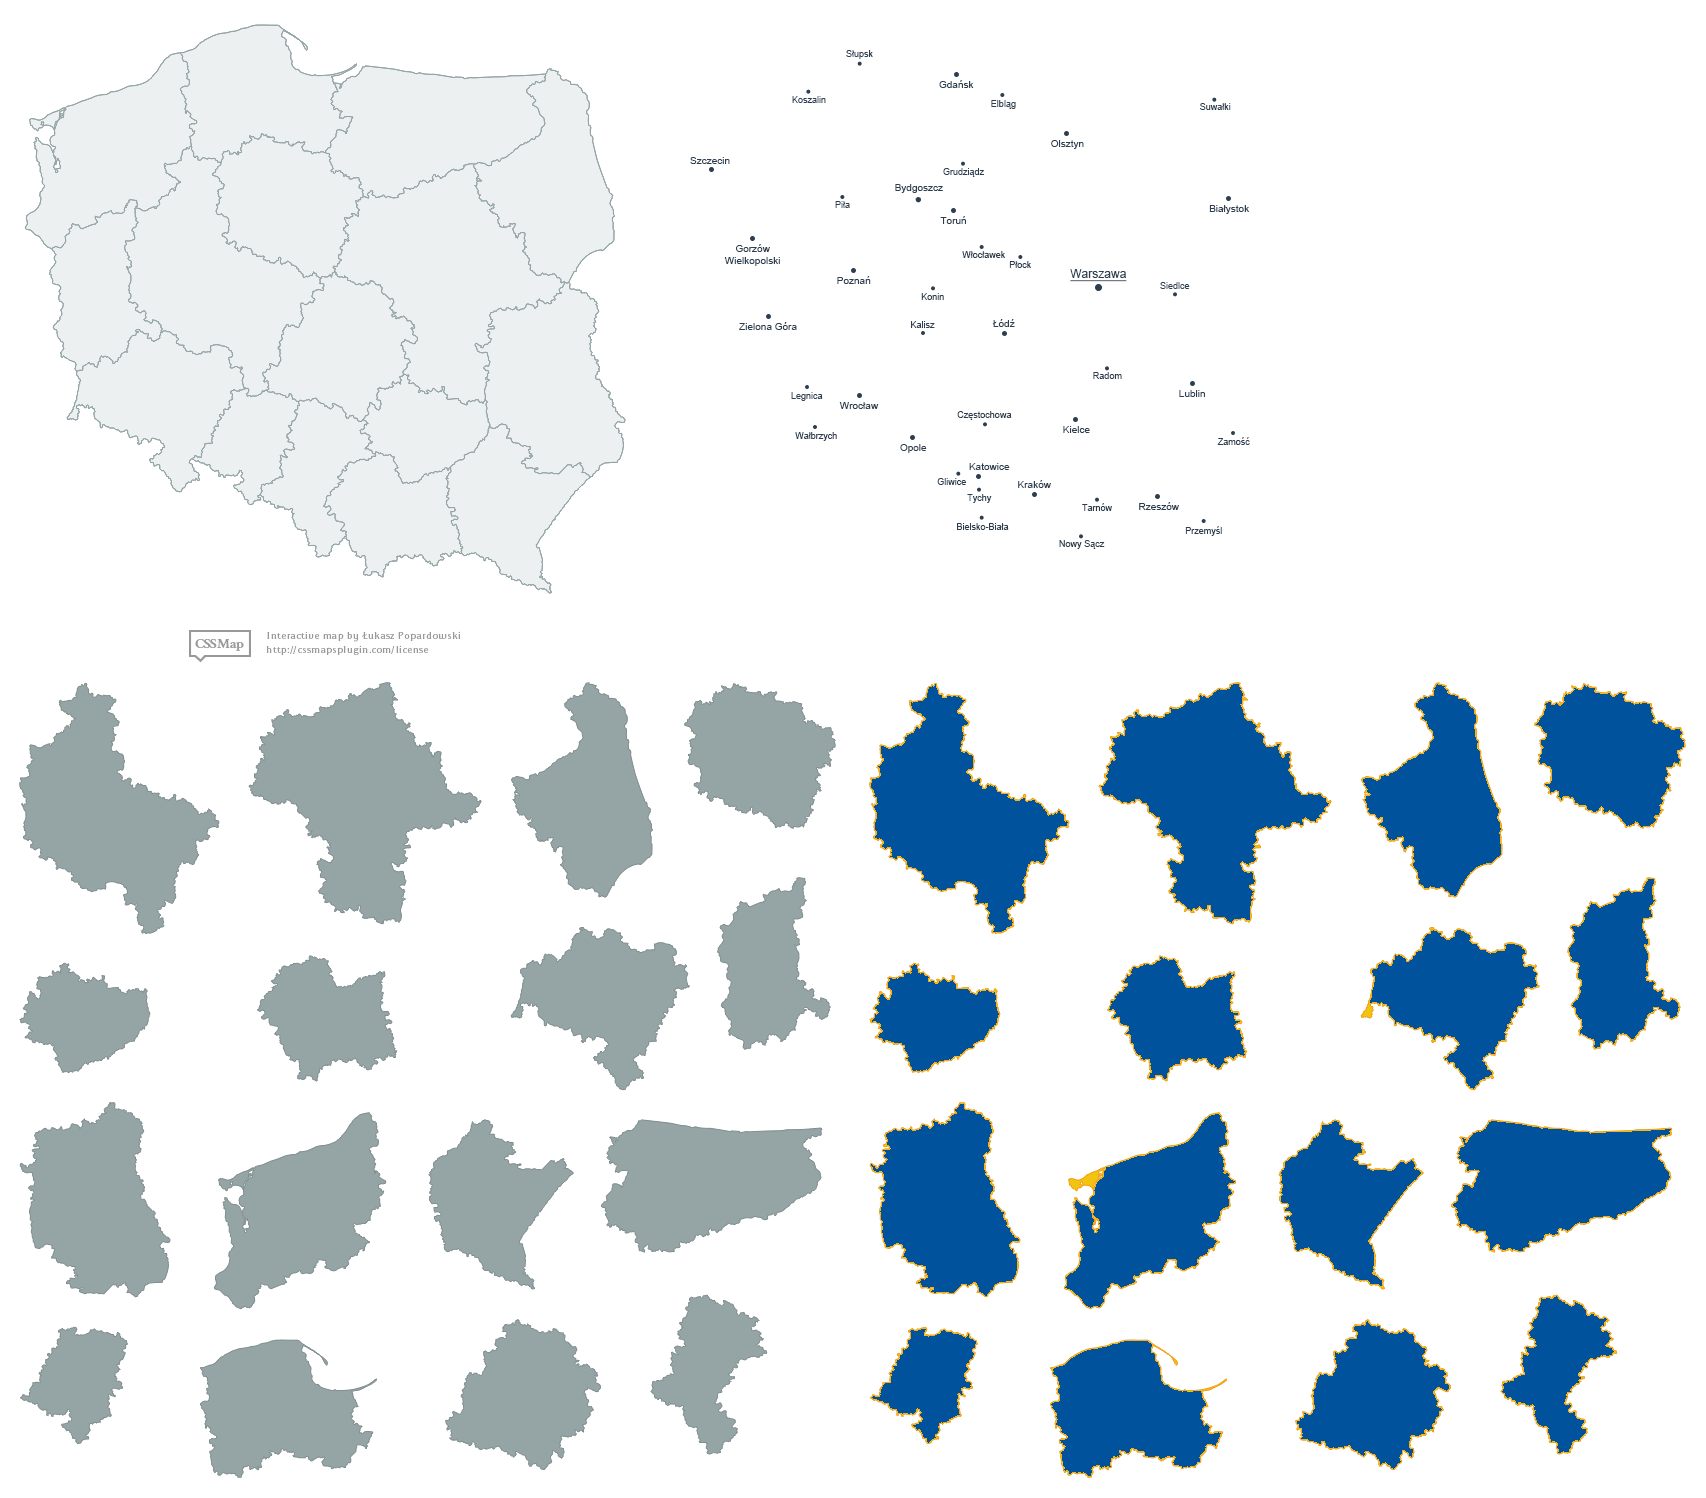 Słupsk
Gdańsk
Koszalin
Elbląg
Suwałki
Olsztyn
Szczecin
Grudziądz
Bydgoszcz
Piła
Toruń
Białystok
Gorzów
Wielkopolski
Włocławek
Płock
Poznań
Warszawa
Konin
Siedlce
Zielona Góra
Kalisz
Łódź
Radom
Legnica
Wrocław
Lublin
Częstochowa
Wałbrzych
Opole
Kielce
Zamość
Katowice
Gliwice
Kraków
Tychy
Tarnów
Rzeszów
Bielsko-Biała
Przemyśl
Nowy Sącz
CSSMap
Interactive map by Łukasz Popardowski
http://cssmapsplugin.com/license